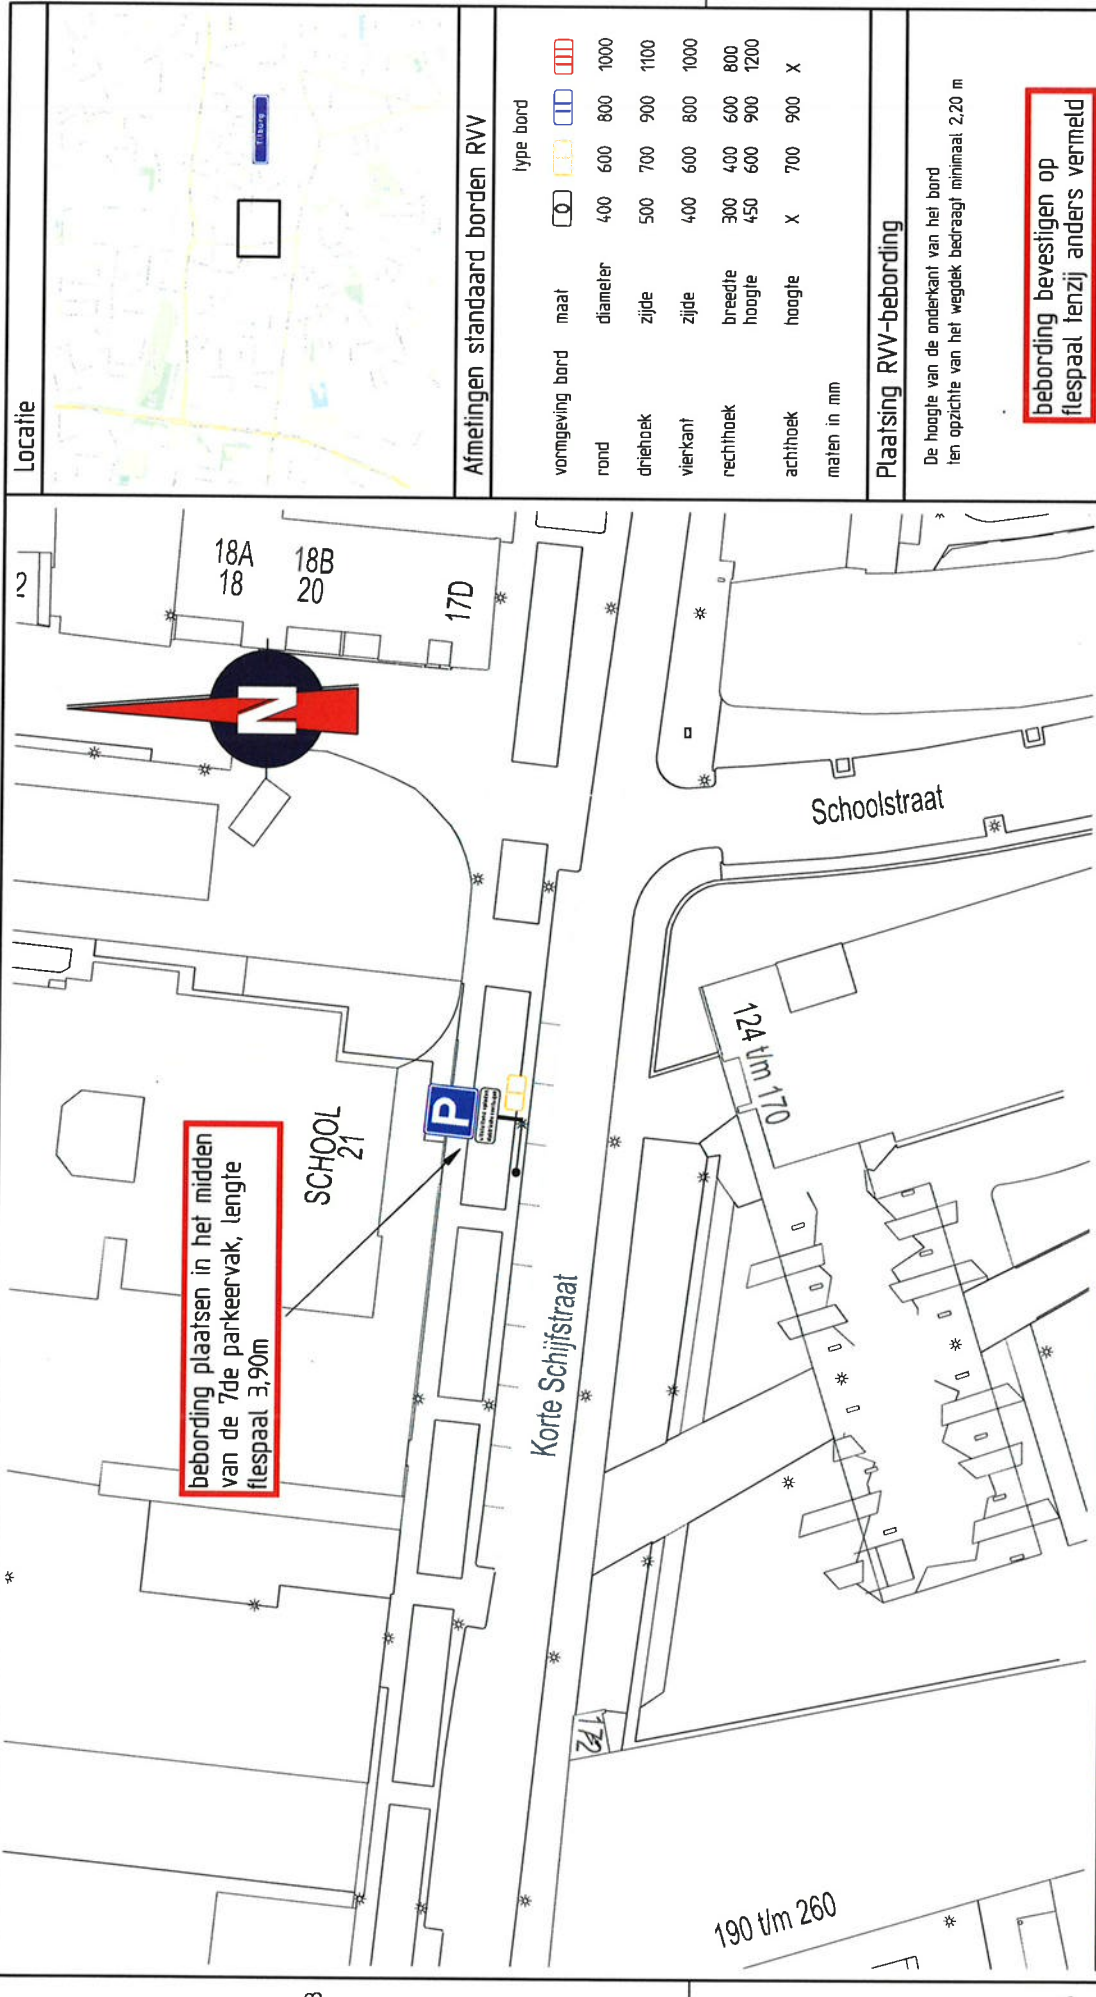 Locatie
Tilburg
Afmetingen standaard borden RVV
type bord
vormgeving bord maat
rond diameter 400 600 800 1000
driehoek zijde 500 700 900 1100
vierkant zijde 400 600 800 1000
rechthoek breedte 300 400 600 800
hoogte 450 600 900 1200
achthoek hoogte X 700 900 X
maten in mm
Plaatsing RVV-bebording
De hoogte van de onderkant van het bord
ten opzichte van het wegdek bedraagt minimaal 2,20 m
bebording bevestigen op
flespaal tenzij anders vermeld
2
18A
18
18B
20
17D
N
SCHOOL
21
bebording plaatsen in het midden
van de 7de parkeervak, lengte
flespaal 3,90m
P
Korte Schijfstraat
Schoolstraat
124 t/m 170
172
190 t/m 260